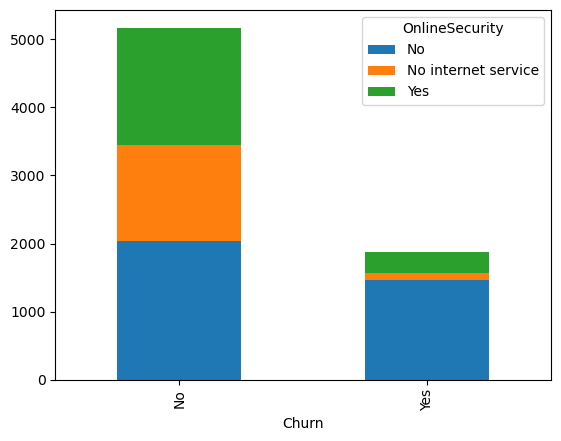 OnlineSecurity
No
No internet service
Yes
5000
4000
3000
2000
1000
0
No
Yes
Churn